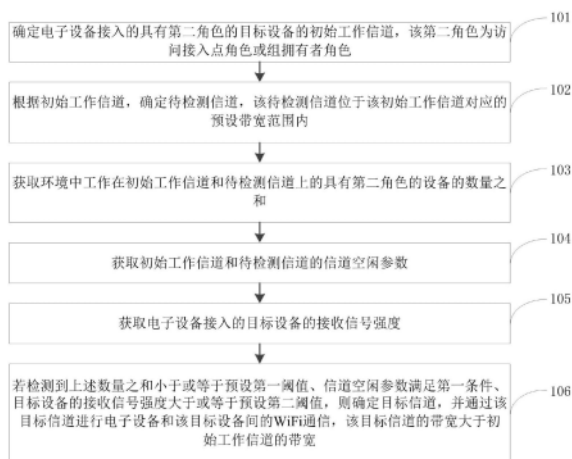 确定电子设备接入的具有第二角色的目标设备的初始工作信道，该第二角色为访
问接入点角色或组拥有者角色
101
根据初始工作信道，确定待检测信道，该待检测信道位于该初始工作信道对应的
预设带宽范围内
102
获取环境中工作在初始工作信道和待检测信道上的具有第二角色的设备的数量之
和
103
获取初始工作信道和待检测信道的信道空闲参数
104
获取电子设备接入的目标设备的接收信号强度
105
若检测到上述数量之和小于或等于预设第一阈值、信道空闲参数满足第一条件、
目标设备的接收信号强度大于或等于预设第二阈值，则确定目标信道，并通过该
目标信道进行电子设备和该目标设备间的WiFi通信，该目标信道的带宽大于初
始工作信道的带宽
106